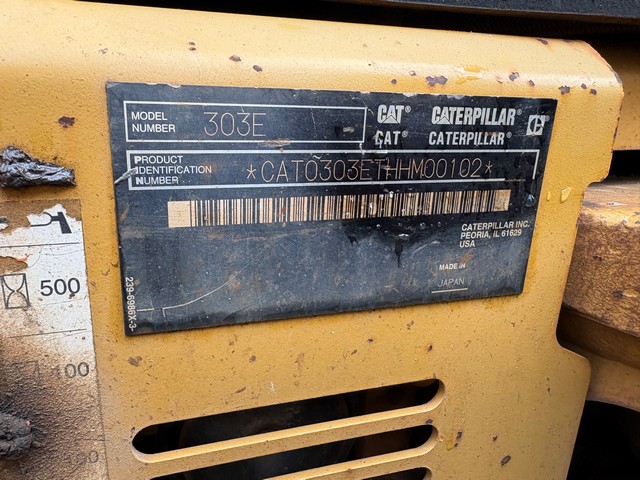 MODEL
NUMBER
303E
CAT® CATERPILLAR®
CAT® CATERPILLAR®
PRODUCT
IDENTIFICATION
NUMBER
*CAT0303ETHHM00102*
CATERPILLAR INC.
PEORIA, IL 61629
USA
MADE IN
JAPAN
239-6986X-3
500
100